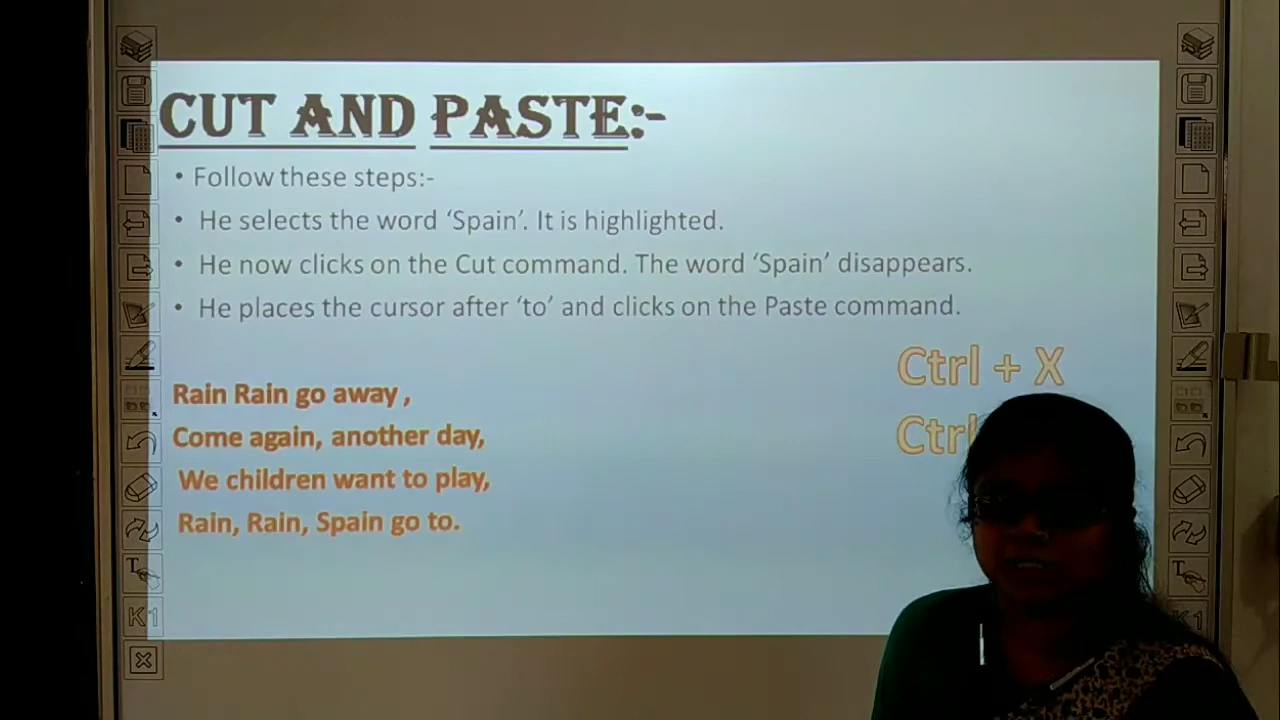 CUT AND PASTE:-
• Follow these steps:-
• He selects the word ‘Spain’. It is highlighted.
• He now clicks on the Cut command. The word ‘Spain’ disappears.
• He places the cursor after ‘to’ and clicks on the Paste command.
Ctrl + X
Ctrl
Rain Rain go away ,
Come again, another day,
We children want to play,
Rain, Rain, Spain go to.
T
K1
T
K1